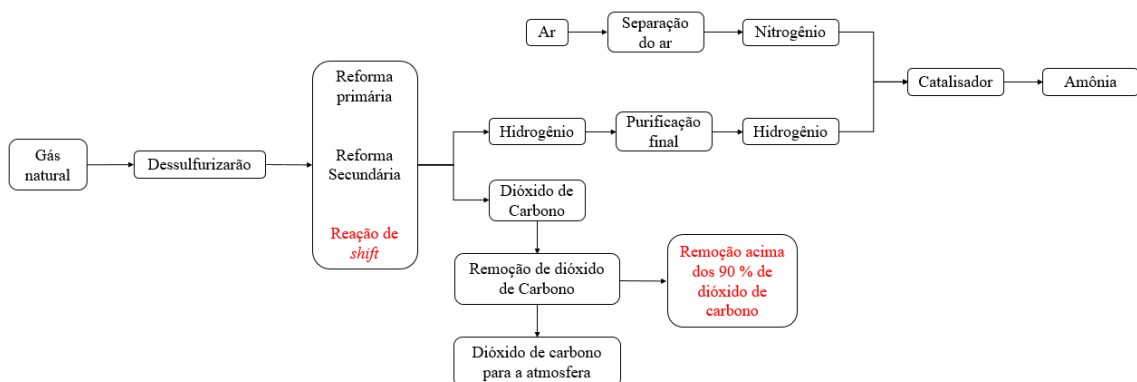 Ar
Separação
do ar
Nitrogênio
Reforma
primária
Catalisador
Amônia
Hidrogênio
Purificação
final
Hidrogênio
Gás
natural
Dessulfurizarão
Reforma
Secundária
Dióxido de
Carbono
Reação de
shift
Remoção de dióxido
de Carbono
Remoção acima
dos 90 % de
dióxido de
carbono
Dióxido de carbono
para a atmosfera